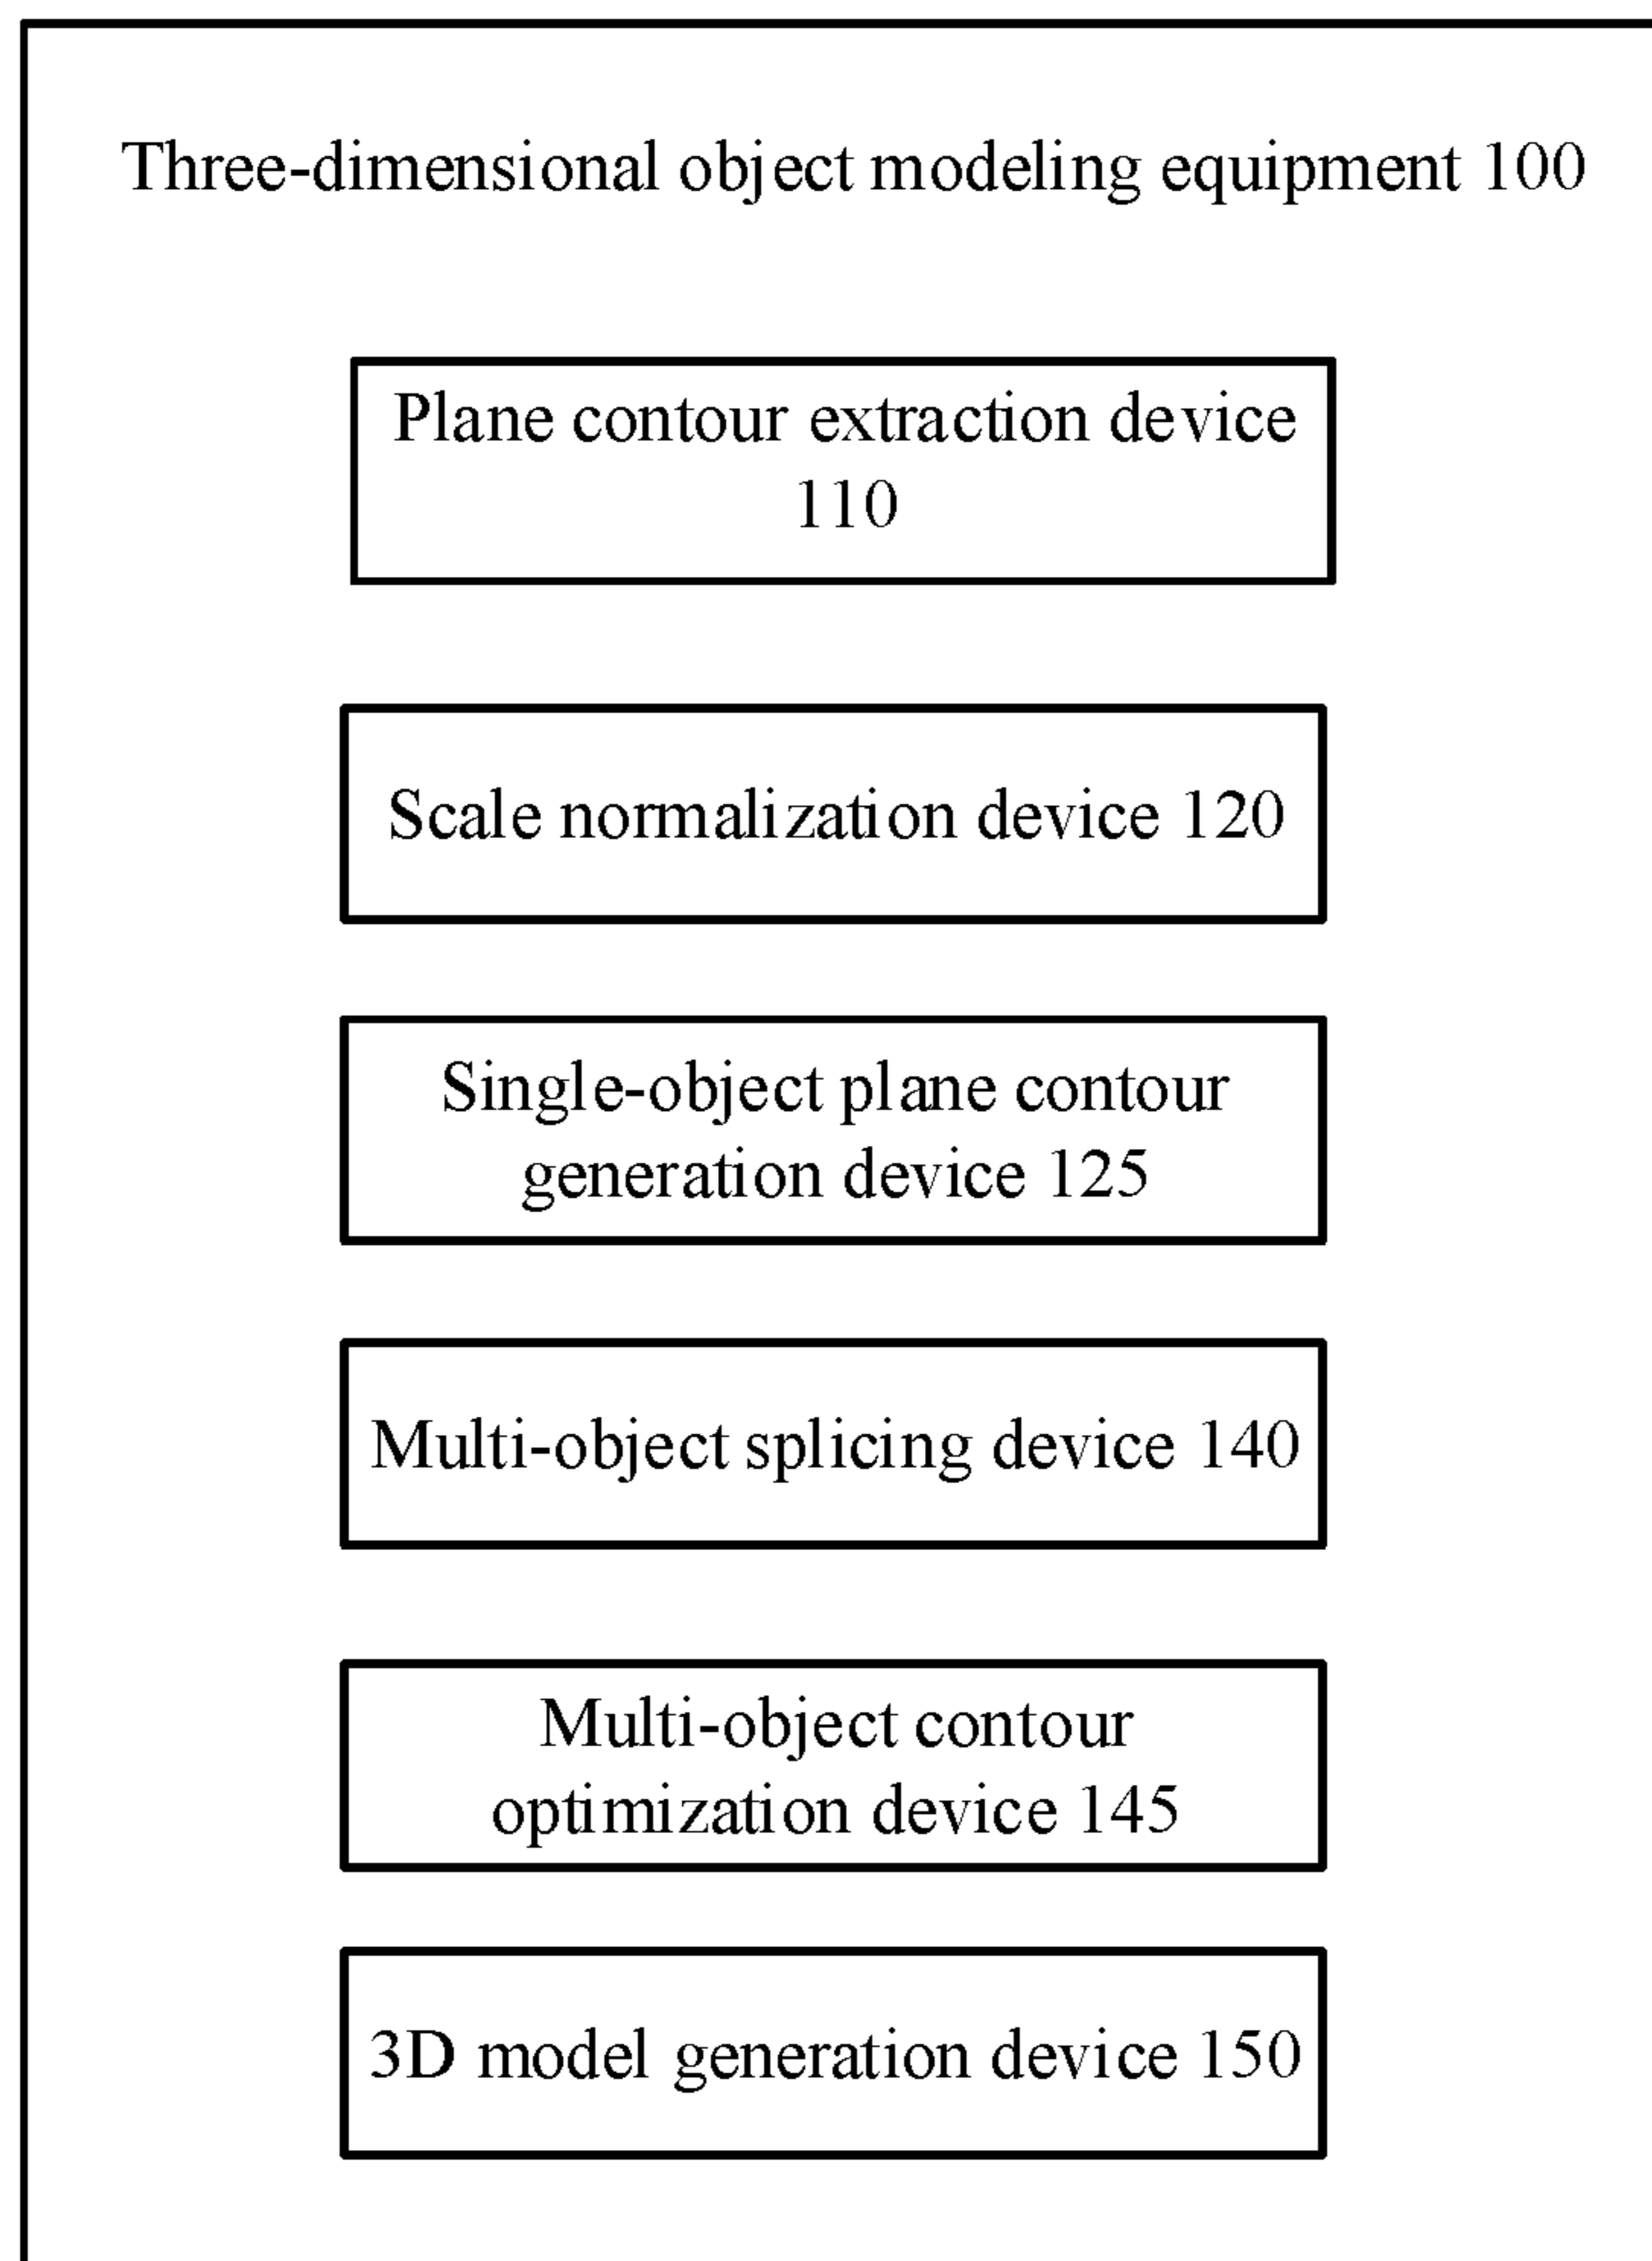 Three-dimensional object modeling equipment 100
Plane contour extraction device
110
Scale normalization device 120
Single-object plane contour
generation device 125
Multi-object splicing device 140
Multi-object contour
optimization device 145
3D model generation device 150